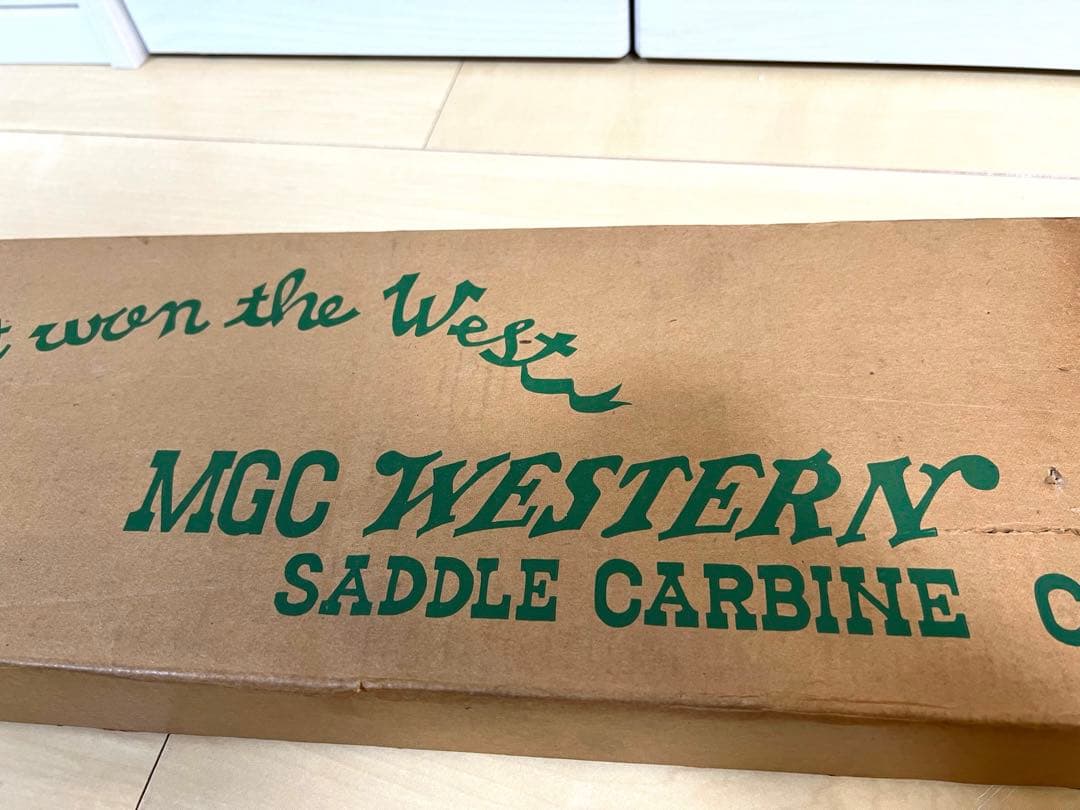 won the West
MGC WESTERN
SADDLE CARBINE